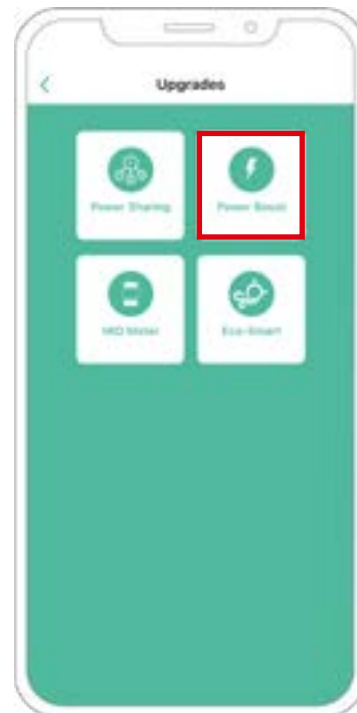 Upgrades
Power Sharing
Power Boost
MID Meter
Eco-Smart